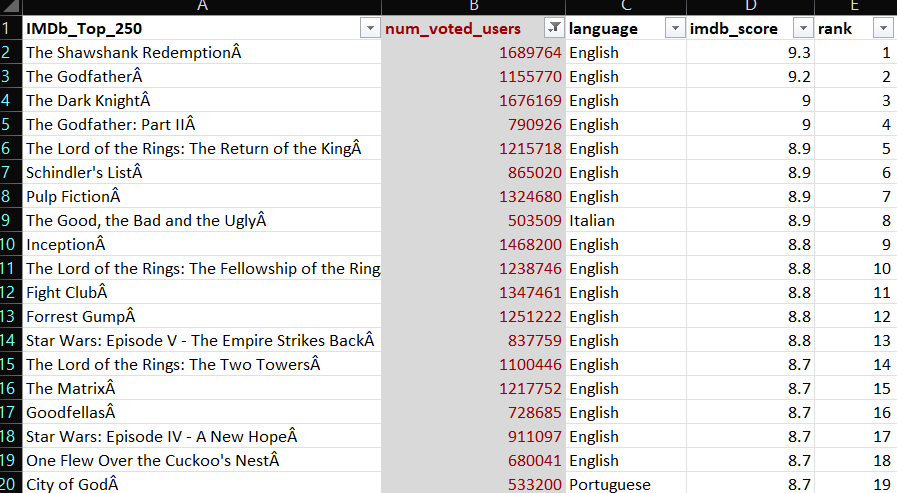 A B C D E
1 IMDb_Top_250 num_voted_users language imdb_score rank
2 The Shawshank RedemptionÂ 1689764 English 9.3 1
3 The GodfatherÂ 1155770 English 9.2 2
4 The Dark KnightÂ 1676169 English 9 3
5 The Godfather: Part IIÂ 790926 English 9 4
6 The Lord of the Rings: The Return of the KingÂ 1215718 English 8.9 5
7 Schindler's ListÂ 865020 English 8.9 6
8 Pulp FictionÂ 1324680 English 8.9 7
9 The Good, the Bad and the UglyÂ 503509 Italian 8.9 8
10 InceptionÂ 1468200 English 8.8 9
11 The Lord of the Rings: The Fellowship of the Ring 1238746 English 8.8 10
12 Fight ClubÂ 1347461 English 8.8 11
13 Forrest GumpÂ 1251222 English 8.8 12
14 Star Wars: Episode V - The Empire Strikes BackÂ 837759 English 8.8 13
15 The Lord of the Rings: The Two TowersÂ 1100446 English 8.7 14
16 The MatrixÂ 1217752 English 8.7 15
17 GoodfellasÂ 728685 English 8.7 16
18 Star Wars: Episode IV - A New HopeÂ 911097 English 8.7 17
19 One Flew Over the Cuckoo's NestÂ 680041 English 8.7 18
20 City of GodÂ 533200 Portuguese 8.7 19